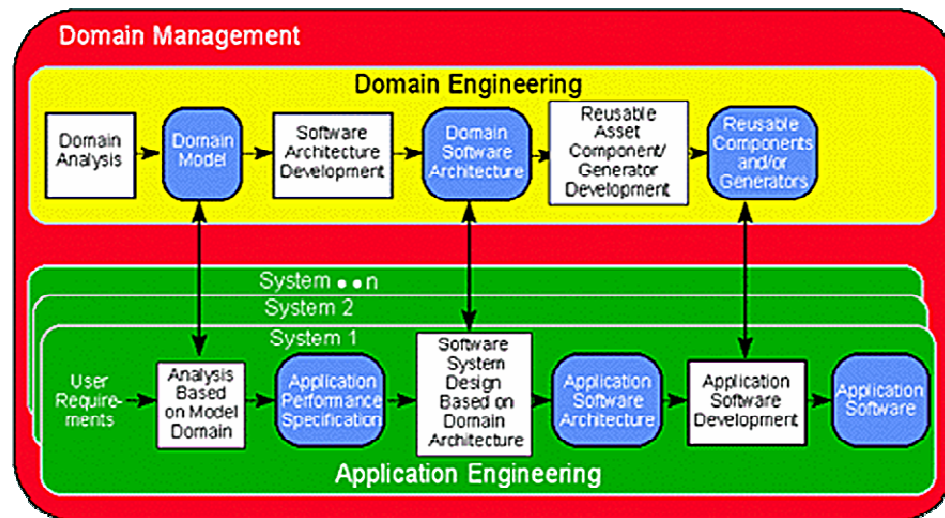 Domain Management
Domain Engineering
Domain
Analysis
Domain
Model
Software
Architecture
Development
Domain
Software
Architecture
Reusable
Asset
Component/
Generator
Development
Reusable
Components
and/or
Generators
System ●●n
System 2
System 1
User
Require-
ments
Analysis
Based
on Model
Domain
Application
Performance
Specification
Software
System
Design
Based on
Domain
Architecture
Application
Software
Architecture
Application
Software
Development
Application
Software
Application Engineering